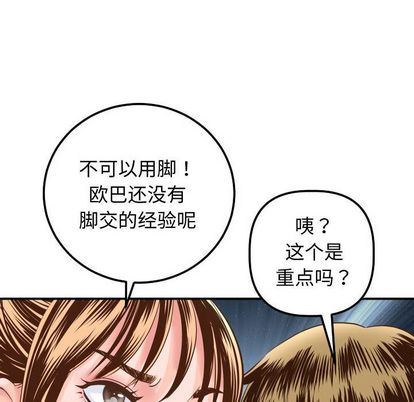 不可以用脚！
欧巴还没有
脚交的经验呢
咦？
这个是
重点吗？